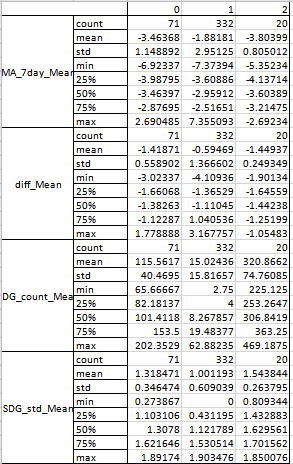 0 1 2
count 71 332 20
mean -3.46368 -1.88181 -3.80399
std 1.148892 2.95125 0.805012
min -6.92337 -7.37394 -5.35234
MA_7day_Mean 25% -3.98795 -3.60886 -4.13714
50% -3.46397 -2.95912 -3.60389
75% -2.87695 -2.51651 -3.21475
max 2.690485 7.355093 -2.69234
count 71 332 20
mean -1.41871 -0.59469 -1.44937
std 0.558902 1.366602 0.249349
min -3.02337 -4.10936 -1.90134
diff_Mean 25% -1.66068 -1.36529 -1.64559
50% -1.38263 -1.11045 -1.44238
75% -1.12287 1.040536 -1.25199
max 1.778888 3.167757 -1.05483
count 71 332 20
mean 115.5617 15.02436 320.8662
std 40.4695 15.81657 74.76085
min 65.66667 2.75 225.125
DG_count_Mea 25% 82.18137 4 253.2647
50% 101.4118 8.267857 306.8419
75% 153.5 19.48377 363.25
max 202.3529 62.88235 469.1875
count 71 332 20
mean 1.318471 1.001193 1.543844
std 0.346474 0.609039 0.263795
min 0.273867 0 0.809344
SDG_std_Mean 25% 1.103106 0.431195 1.432883
50% 1.3078 1.121789 1.629561
75% 1.621646 1.530514 1.701562
max 1.89174 1.903476 1.850076